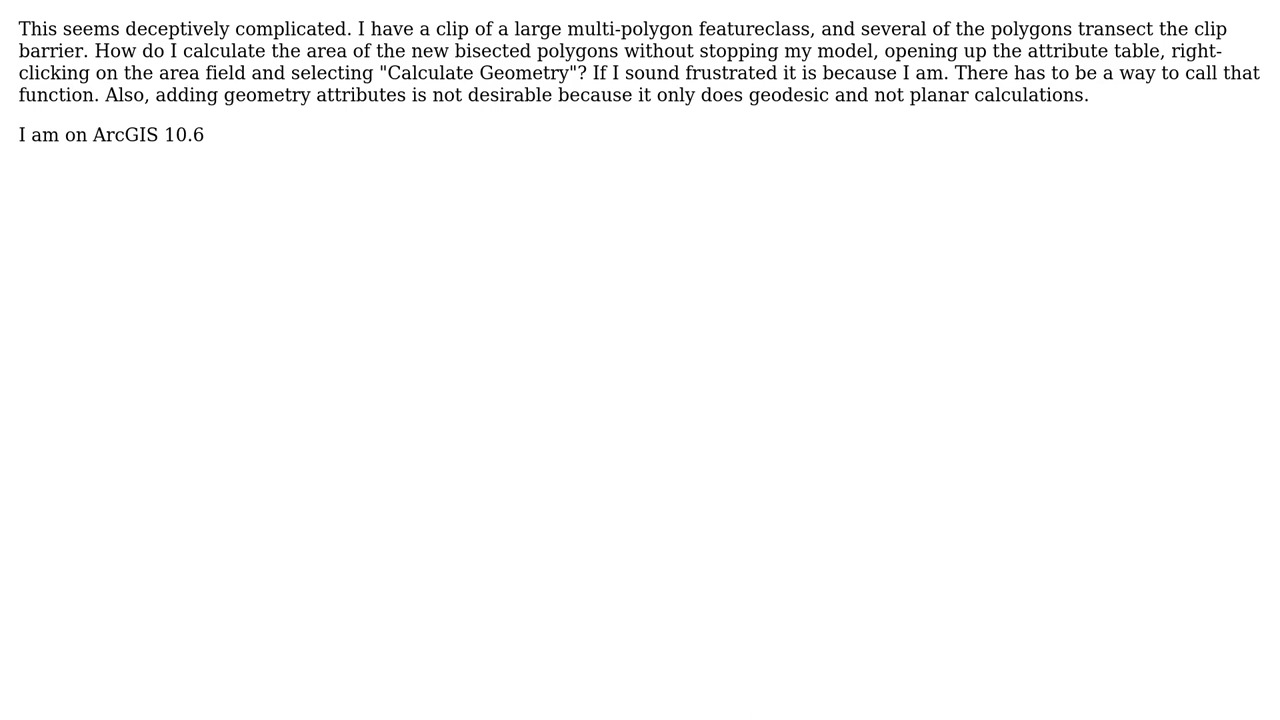 This seems deceptively complicated. I have a clip of a large multi-polygon featureclass, and several of the polygons transect the clip
barrier. How do I calculate the area of the new bisected polygons without stopping my model, opening up the attribute table, right-
clicking on the area field and selecting "Calculate Geometry"? If I sound frustrated it is because I am. There has to be a way to call that
function. Also, adding geometry attributes is not desirable because it only does geodesic and not planar calculations.
I am on ArcGIS 10.6